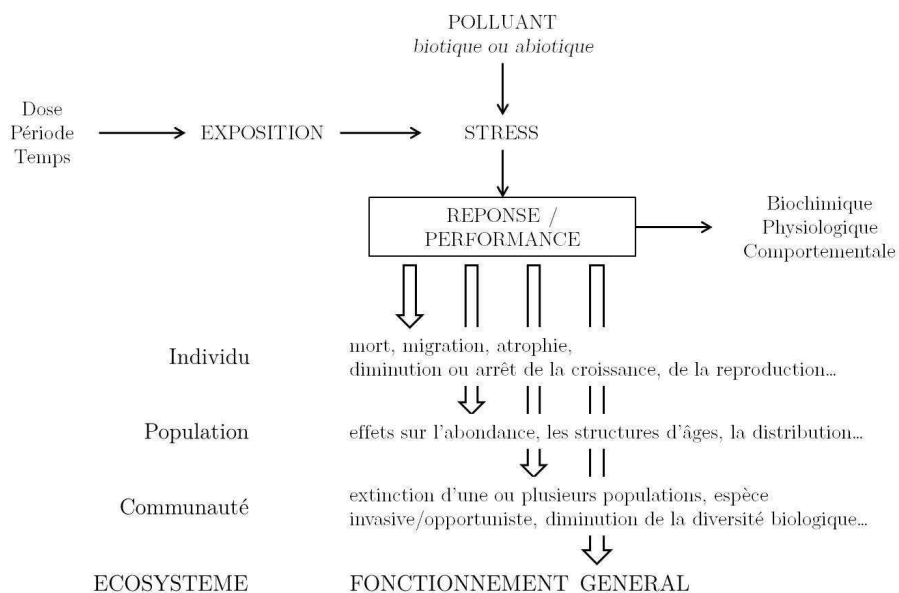 POLLUANT
biotique ou abiotique
Dose
Période
Temps
EXPOSITION
STRESS
REPONSE /
PERFORMANCE
Biochimique
Physiologique
Comportementale
Individu
mort, migration, atrophie,
diminution ou arrêt de la croissance, de la reproduction...
Population
effets sur l'abondance, les structures d'âges, la distribution...
Communauté
extinction d'une ou plusieurs populations, espèce
invasive/opportuniste, diminution de la diversité biologique...
ECOSYSTEME
FONCTIONNEMENT GENERAL